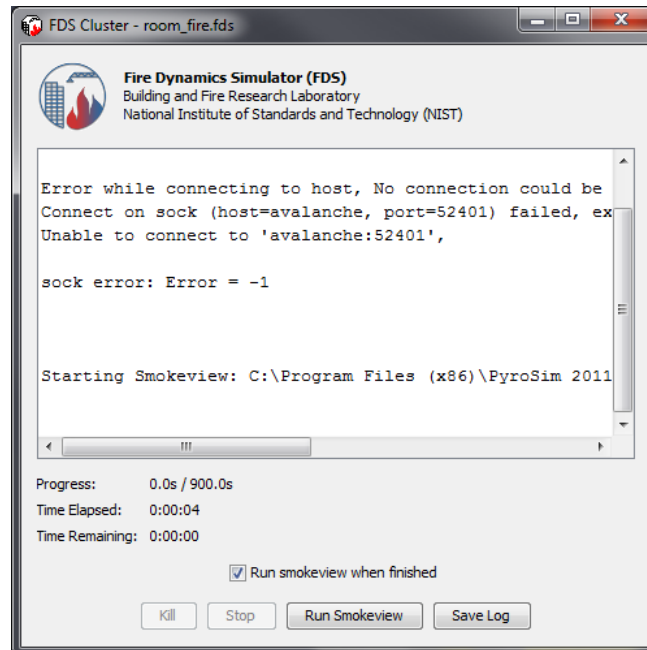 FDS Cluster - room_fire.fds
Fire Dynamics Simulator (FDS)
Building and Fire Research Laboratory
National Institute of Standards and Technology (NIST)
Error while connecting to host, No connection could be
Connect on sock (host=avalanche, port=52401) failed, ex
Unable to connect to 'avalanche:52401',
sock error: Error = -1
Starting Smokeview: C:\Program Files (x86)\PyroSim 2011
Progress: 0.0s / 900.0s
Time Elapsed: 0:00:04
Time Remaining: 0:00:00
Run smokeview when finished
Kill Stop Run Smokeview Save Log